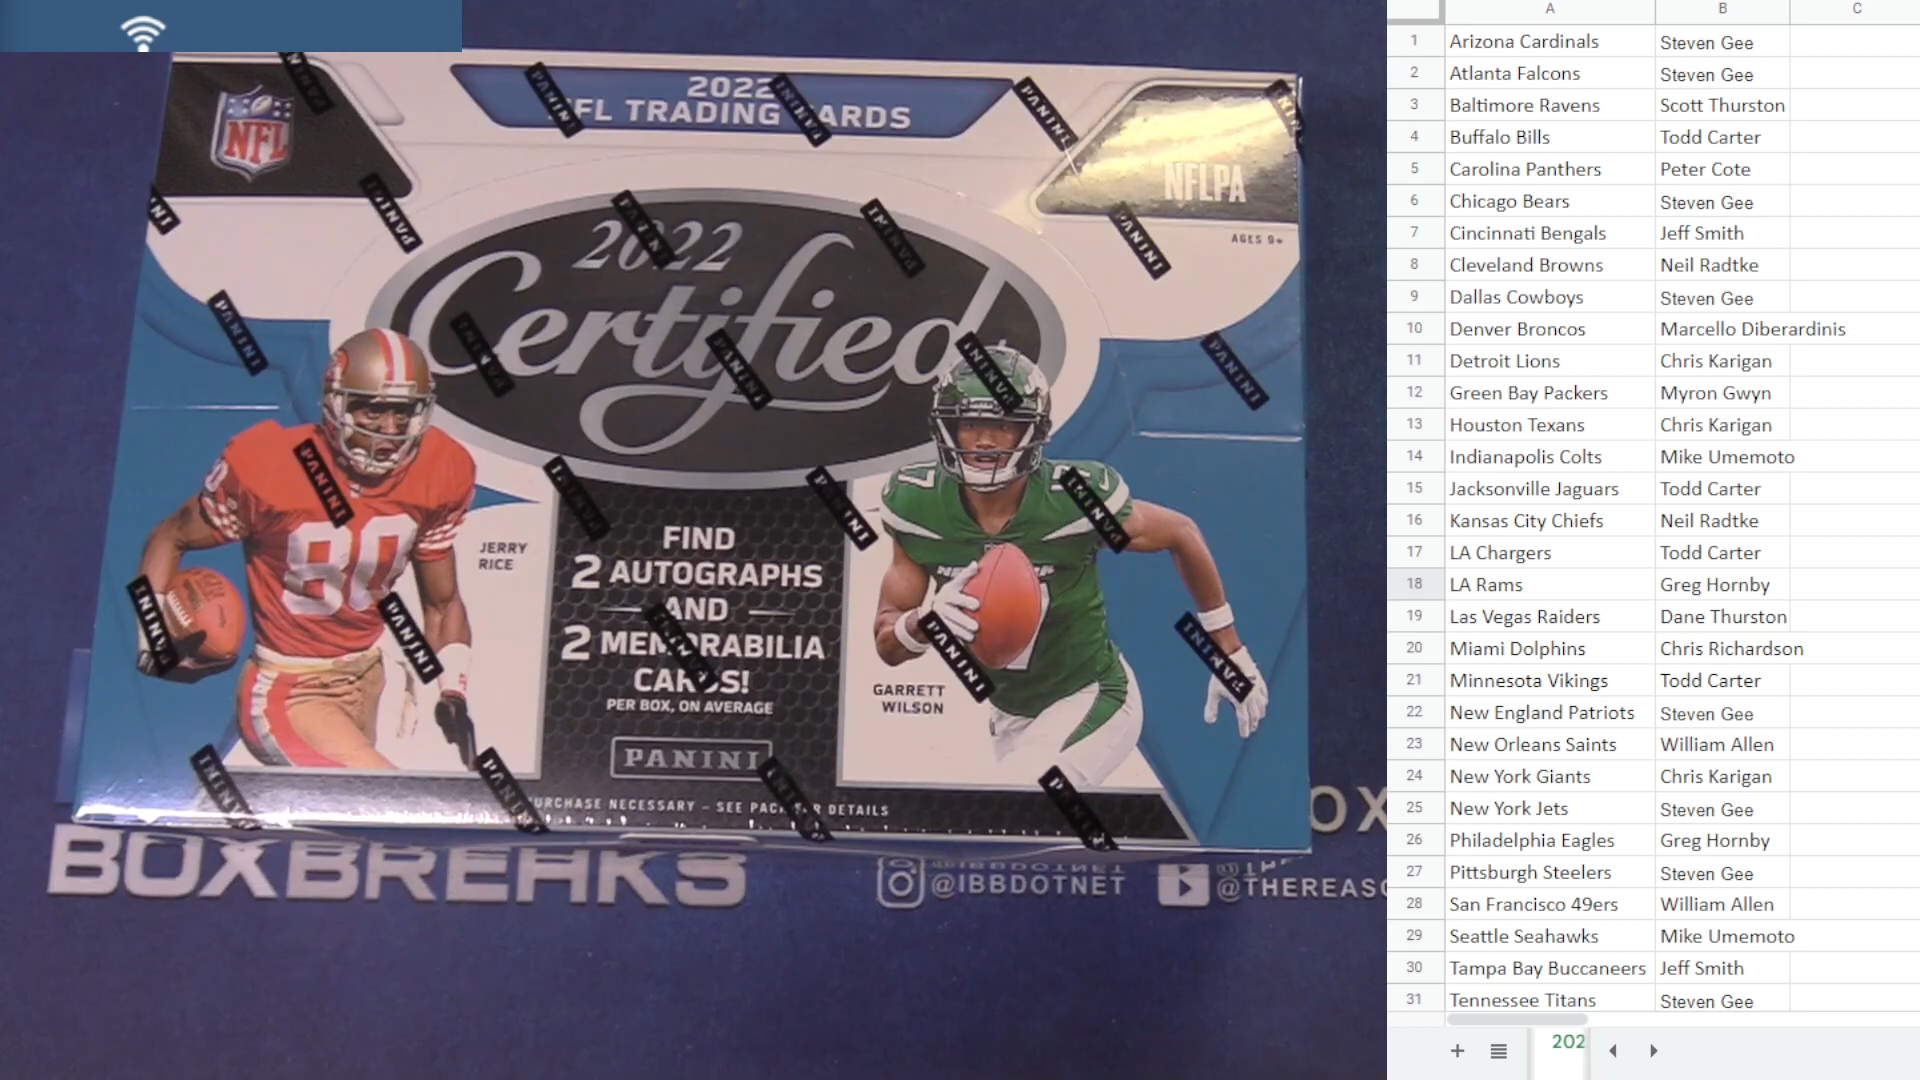 2022
NFL TRADING CARDS
NFL
NFLPA
AGES 9+
2022
Certified
JERRY
RICE
80
FIND
2 AUTOGRAPHS
AND
2 MEMORABILIA
CARDS!
PER BOX, ON AVERAGE
PANINI
GARRETT
WILSON
PURCHASE NECESSARY – SEE PACK FOR DETAILS
BOXBREAKS
@IBBDOTNET
A B C
1 Arizona Cardinals Steven Gee
2 Atlanta Falcons Steven Gee
3 Baltimore Ravens Scott Thurston
4 Buffalo Bills Todd Carter
5 Carolina Panthers Peter Cote
6 Chicago Bears Steven Gee
7 Cincinnati Bengals Jeff Smith
8 Cleveland Browns Neil Radtke
9 Dallas Cowboys Steven Gee
10 Denver Broncos Marcello Diberardinis
11 Detroit Lions Chris Karigan
12 Green Bay Packers Myron Gwyn
13 Houston Texans Chris Karigan
14 Indianapolis Colts Mike Umemoto
15 Jacksonville Jaguars Todd Carter
16 Kansas City Chiefs Neil Radtke
17 LA Chargers Todd Carter
18 LA Rams Greg Hornby
19 Las Vegas Raiders Dane Thurston
20 Miami Dolphins Chris Richardson
21 Minnesota Vikings Todd Carter
22 New England Patriots Steven Gee
23 New Orleans Saints William Allen
24 New York Giants Chris Karigan
25 New York Jets Steven Gee
26 Philadelphia Eagles Greg Hornby
27 Pittsburgh Steelers Steven Gee
28 San Francisco 49ers William Allen
29 Seattle Seahawks Mike Umemoto
30 Tampa Bay Buccaneers Jeff Smith
31 Tennessee Titans Steven Gee
202